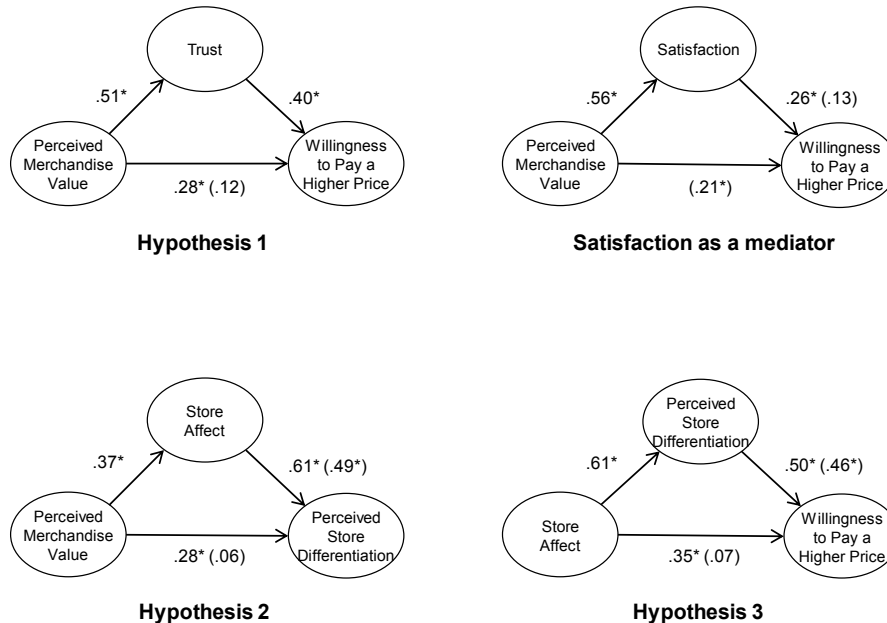 Trust
.51*
.40*
Perceived
Merchandise
Value
Willingness
to Pay a
Higher Price
.28* (.12)
Hypothesis 1
Satisfaction
.56*
.26* (.13)
Perceived
Merchandise
Value
Willingness
to Pay a
Higher Price
(.21*)
Satisfaction as a mediator
Store
Affect
.37*
.61* (.49*)
Perceived
Merchandise
Value
Perceived
Store
Differentiation
.28* (.06)
Hypothesis 2
Perceived
Store
Differentiation
.61*
.50* (.46*)
Store
Affect
Willingness
to Pay a
Higher Price
.35* (.07)
Hypothesis 3